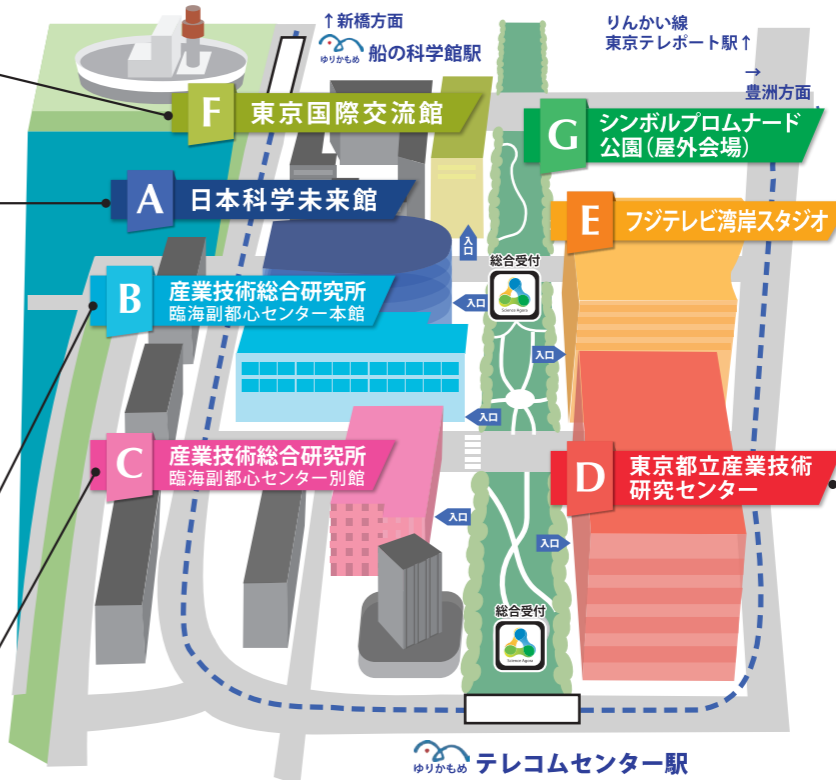 ↑新橋方面
ゆりかもめ 船の科学館駅
りんかい線
東京テレポート駅↑
→
豊洲方面
F 東京国際交流館
G シンボルプロムナード
公園(屋外会場)
A 日本科学未来館
E フジテレビ湾岸スタジオ
入口
総合受付
Science Agora
入口
B 産業技術総合研究所
臨海副都心センター本館
入口
入口
C 産業技術総合研究所
臨海副都心センター別館
D 東京都立産業技術
研究センター
入口
入口
総合受付
Science Agora
ゆりかもめ テレコムセンター駅